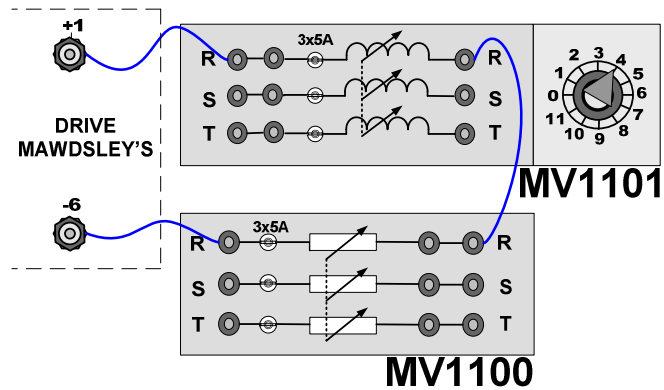 +1
DRIVE
MAWDSLEY'S
-6
3x5A
R R
S S
T T
0 1 2 3 4 5 6 7 8 9 10 11
MV1101
3x5A
R R
S S
T T
MV1100